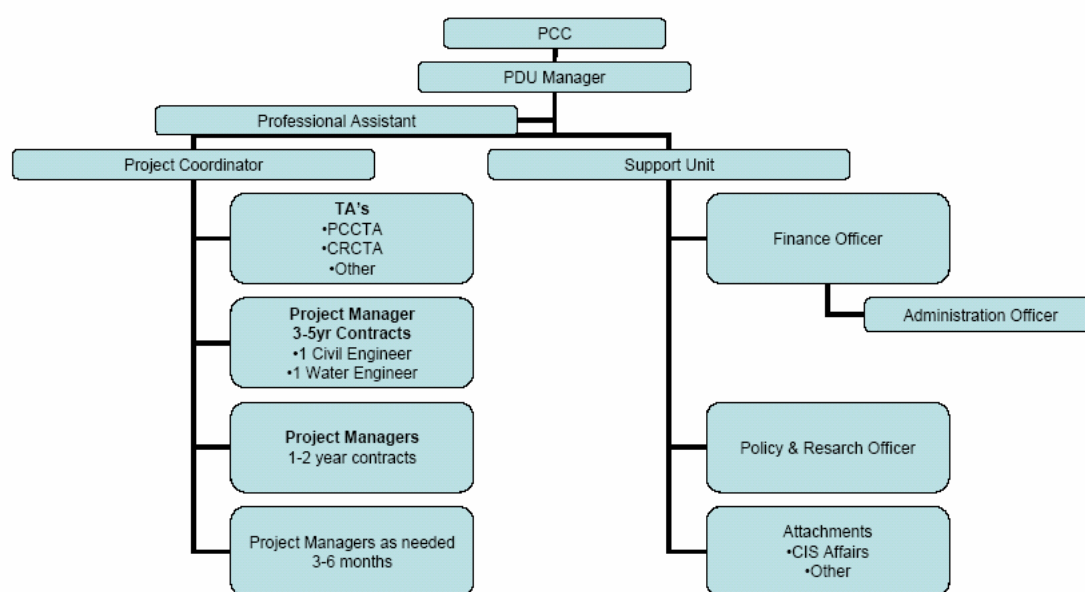 PCC
PDU Manager
Professional Assistant
Project Coordinator
Support Unit
TA's
•PCCTA
•CRCTA
•Other
Project Manager
3-5yr Contracts
•1 Civil Engineer
•1 Water Engineer
Project Managers
1-2 year contracts
Project Managers as needed
3-6 months
Finance Officer
Administration Officer
Policy & Resarch Officer
Attachments
•CIS Affairs
•Other